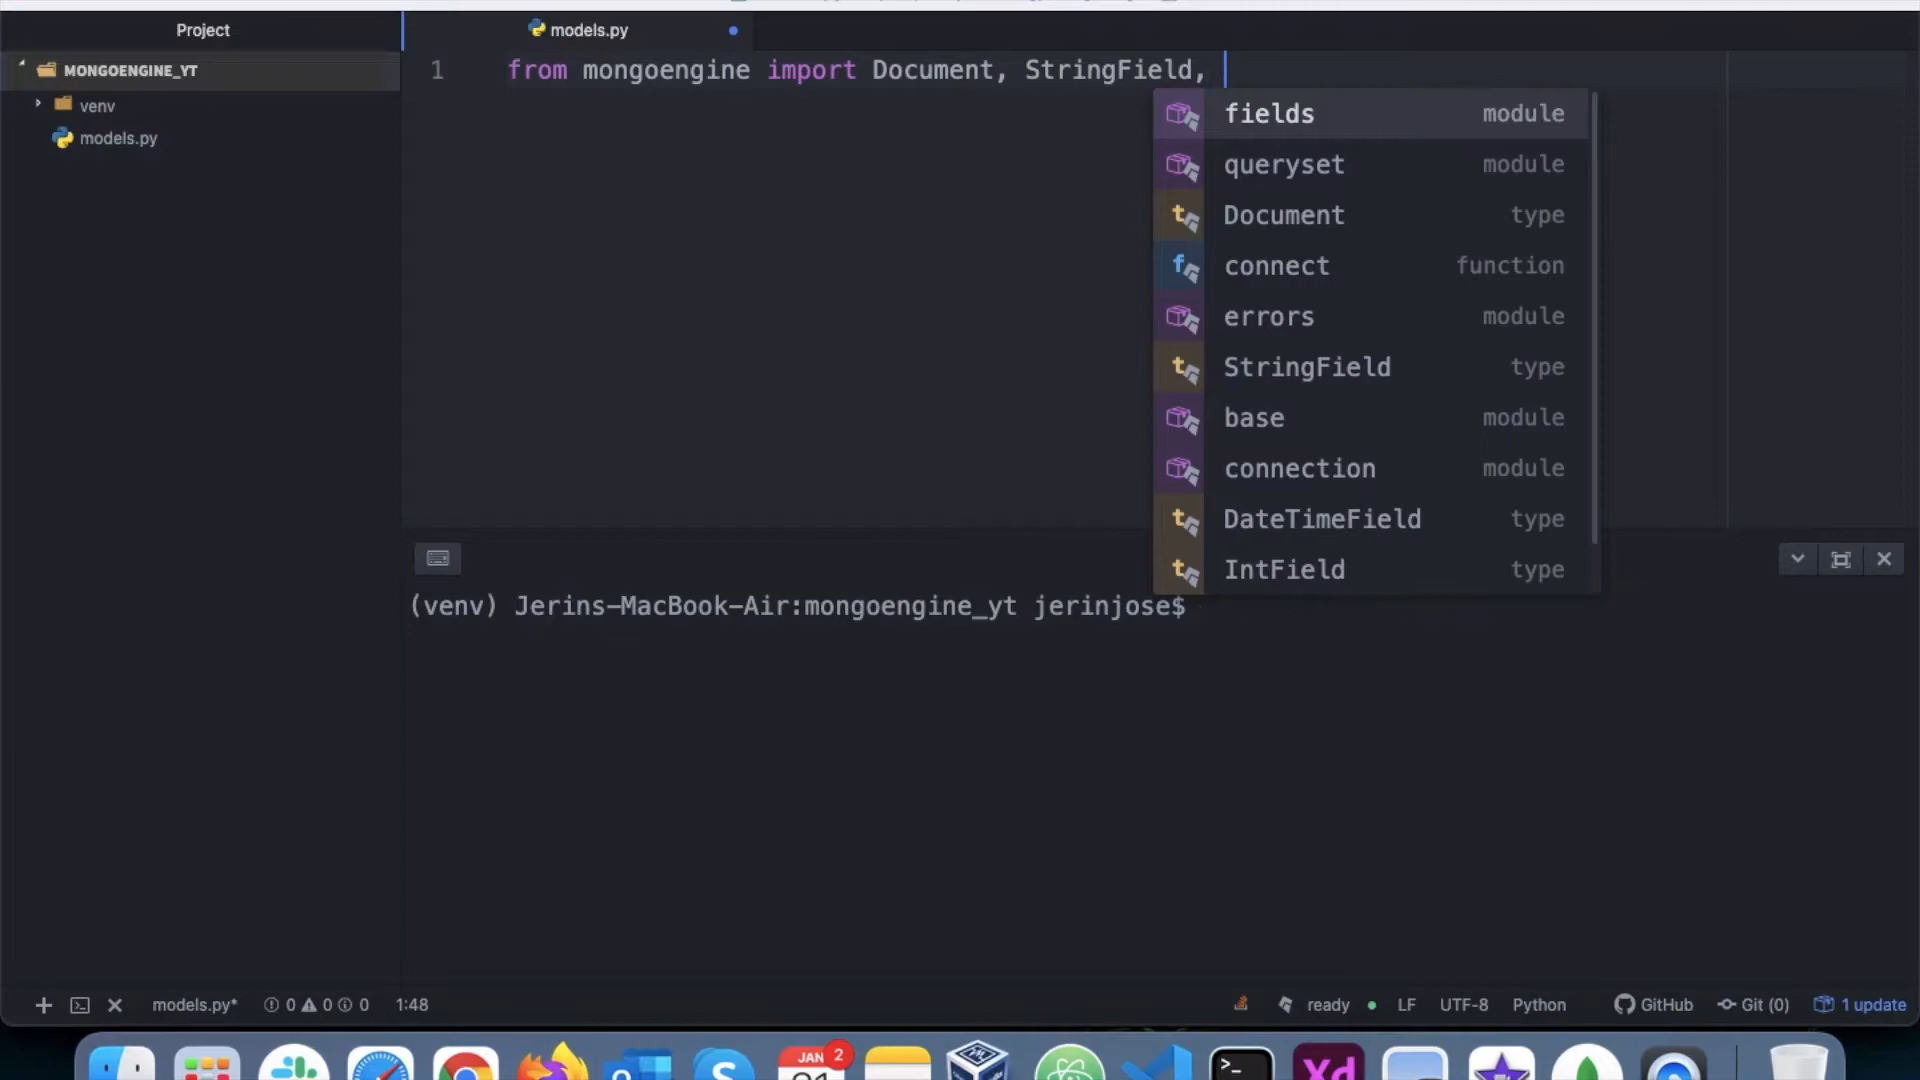 Project
models.py
MONGOENGINE_YT
venv
models.py
1 from mongoengine import Document, StringField,
fields module
queryset module
Document type
connect function
errors module
StringField type
base module
connection module
DateTimeField type
IntField type
(venv) Jerins-MacBook-Air:mongoengine_yt jerinjose$
models.py* 0 0 0 1:48 ready LF UTF-8 Python GitHub Git (0) 1 update
JAN 2
Xd